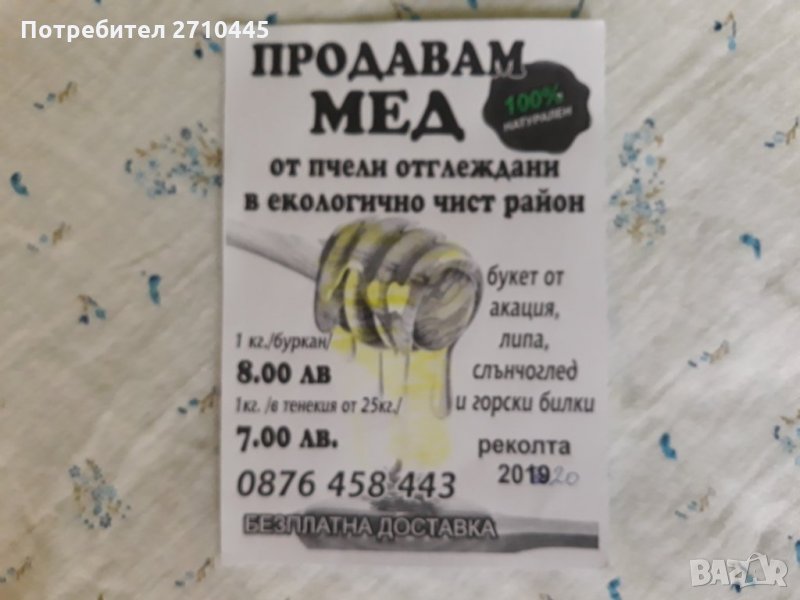 Потребител 2710445
ПРОДАВАМ
МЕД
100%
НАТУРАЛЕН
от пчели отглеждани
в екологично чист район
букет от
акация,
липа,
слънчоглед
и горски билки
1 кг./буркан/
8.00 лв
1кг. /в тенекия от 25кг./
7.00 лв.
реколта
201920
0876 458 443
БЕЗПЛАТНА ДОСТАВКА
BAZAR